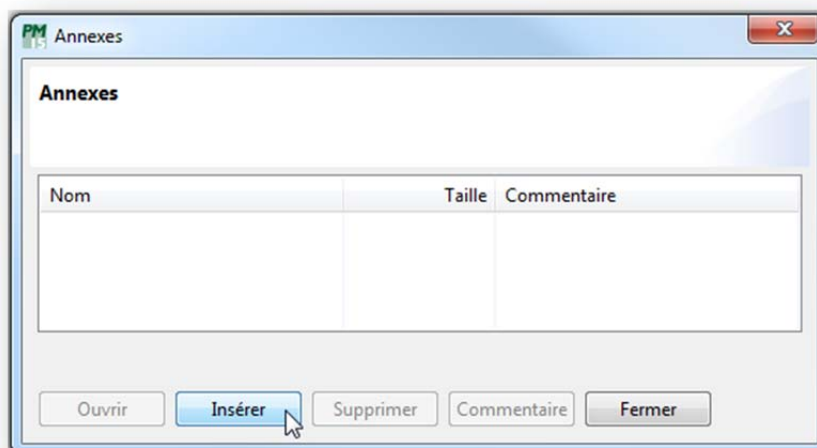 PM 15 Annexes
Annexes
Nom Taille Commentaire
Ouvrir Insérer Supprimer Commentaire Fermer